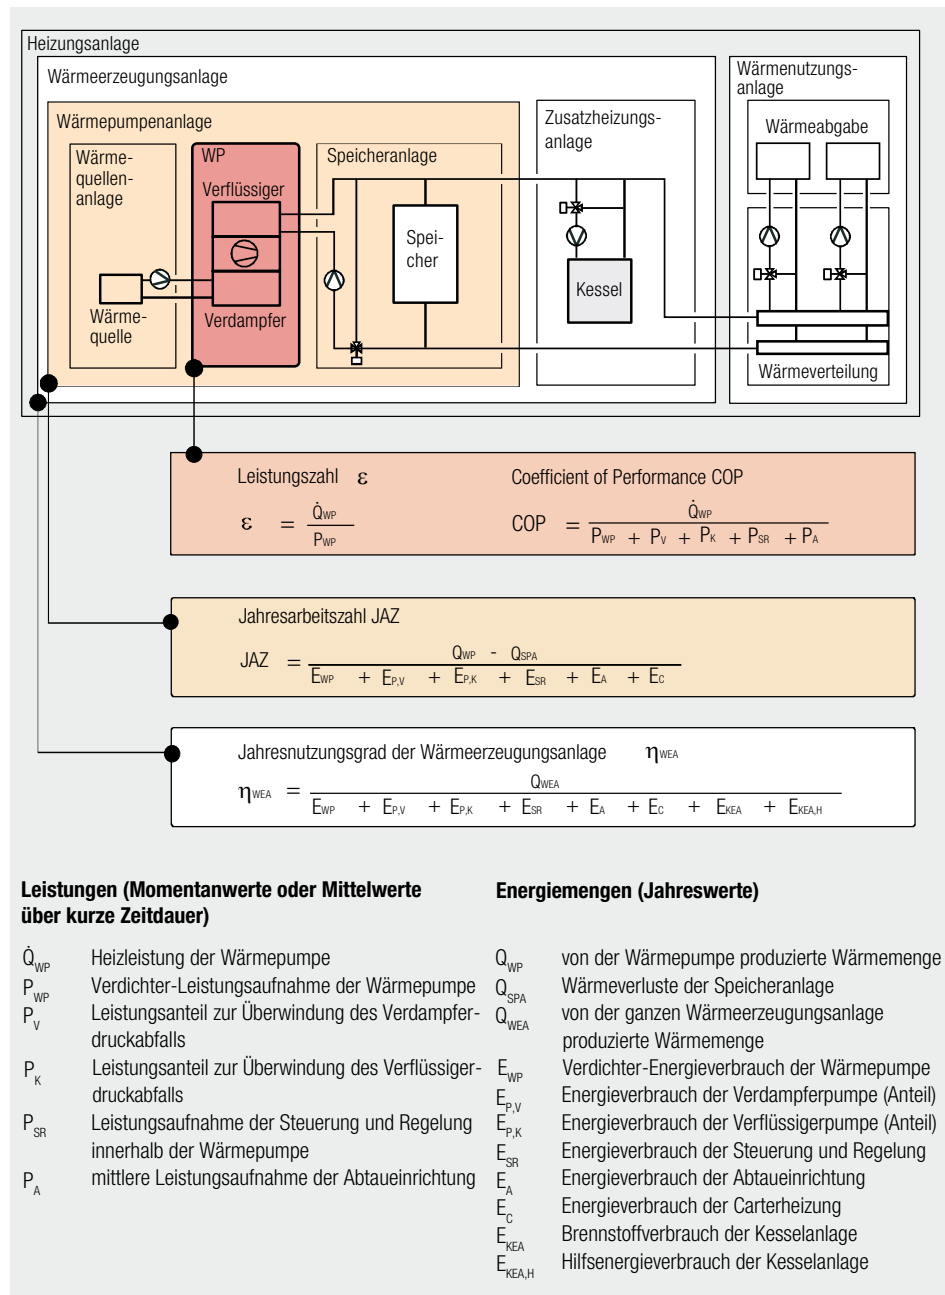 Heizungsanlage
Wärmeerzeugungsanlage
Wärmenutzungs-
anlage
Wärmepumpenanlage
Zusatzheizungs-
anlage
Wärmeabgabe
Wärme-
quellen-
anlage
WP
Speicheranlage
Verflüssiger
Spei-
cher
Kessel
Wärme-
quelle
Verdampfer
Wärmeverteilung
Leistungszahl ε
Coefficient of Performance COP
ε = Q̇WP / PWP
COP = Q̇WP / PWP + PV + PK + PSR + PA
Jahresarbeitszahl JAZ
JAZ = QWP - QSPA / EWP + EP,V + EP,K + ESR + EA + EC
Jahresnutzungsgrad der Wärmeerzeugungsanlage ηWEA
ηWEA = QWEA / EWP + EP,V + EP,K + ESR + EA + EC + EKEA + EKEA,H
Leistungen (Momentanwerte oder Mittelwerte
über kurze Zeitdauer)
Q̇WP Heizleistung der Wärmepumpe
PWP Verdichter-Leistungsaufnahme der Wärmepumpe
PV Leistungsanteil zur Überwindung des Verdampfer-
druckabfalls
PK Leistungsanteil zur Überwindung des Verflüssiger-
druckabfalls
PSR Leistungsaufnahme der Steuerung und Regelung
innerhalb der Wärmepumpe
PA mittlere Leistungsaufnahme der Abtaueinrichtung
Energiemengen (Jahreswerte)
QWP von der Wärmepumpe produzierte Wärmemenge
QSPA Wärmeverluste der Speicheranlage
QWEA von der ganzen Wärmeerzeugungsanlage
produzierte Wärmemenge
EWP Verdichter-Energieverbrauch der Wärmepumpe
EP,V Energieverbrauch der Verdampferpumpe (Anteil)
EP,K Energieverbrauch der Verflüssigerpumpe (Anteil)
ESR Energieverbrauch der Steuerung und Regelung
EA Energieverbrauch der Abtaueinrichtung
EC Energieverbrauch der Carterheizung
EKEA Brennstoffverbrauch der Kesselanlage
EKEA,H Hilfsenergieverbrauch der Kesselanlage